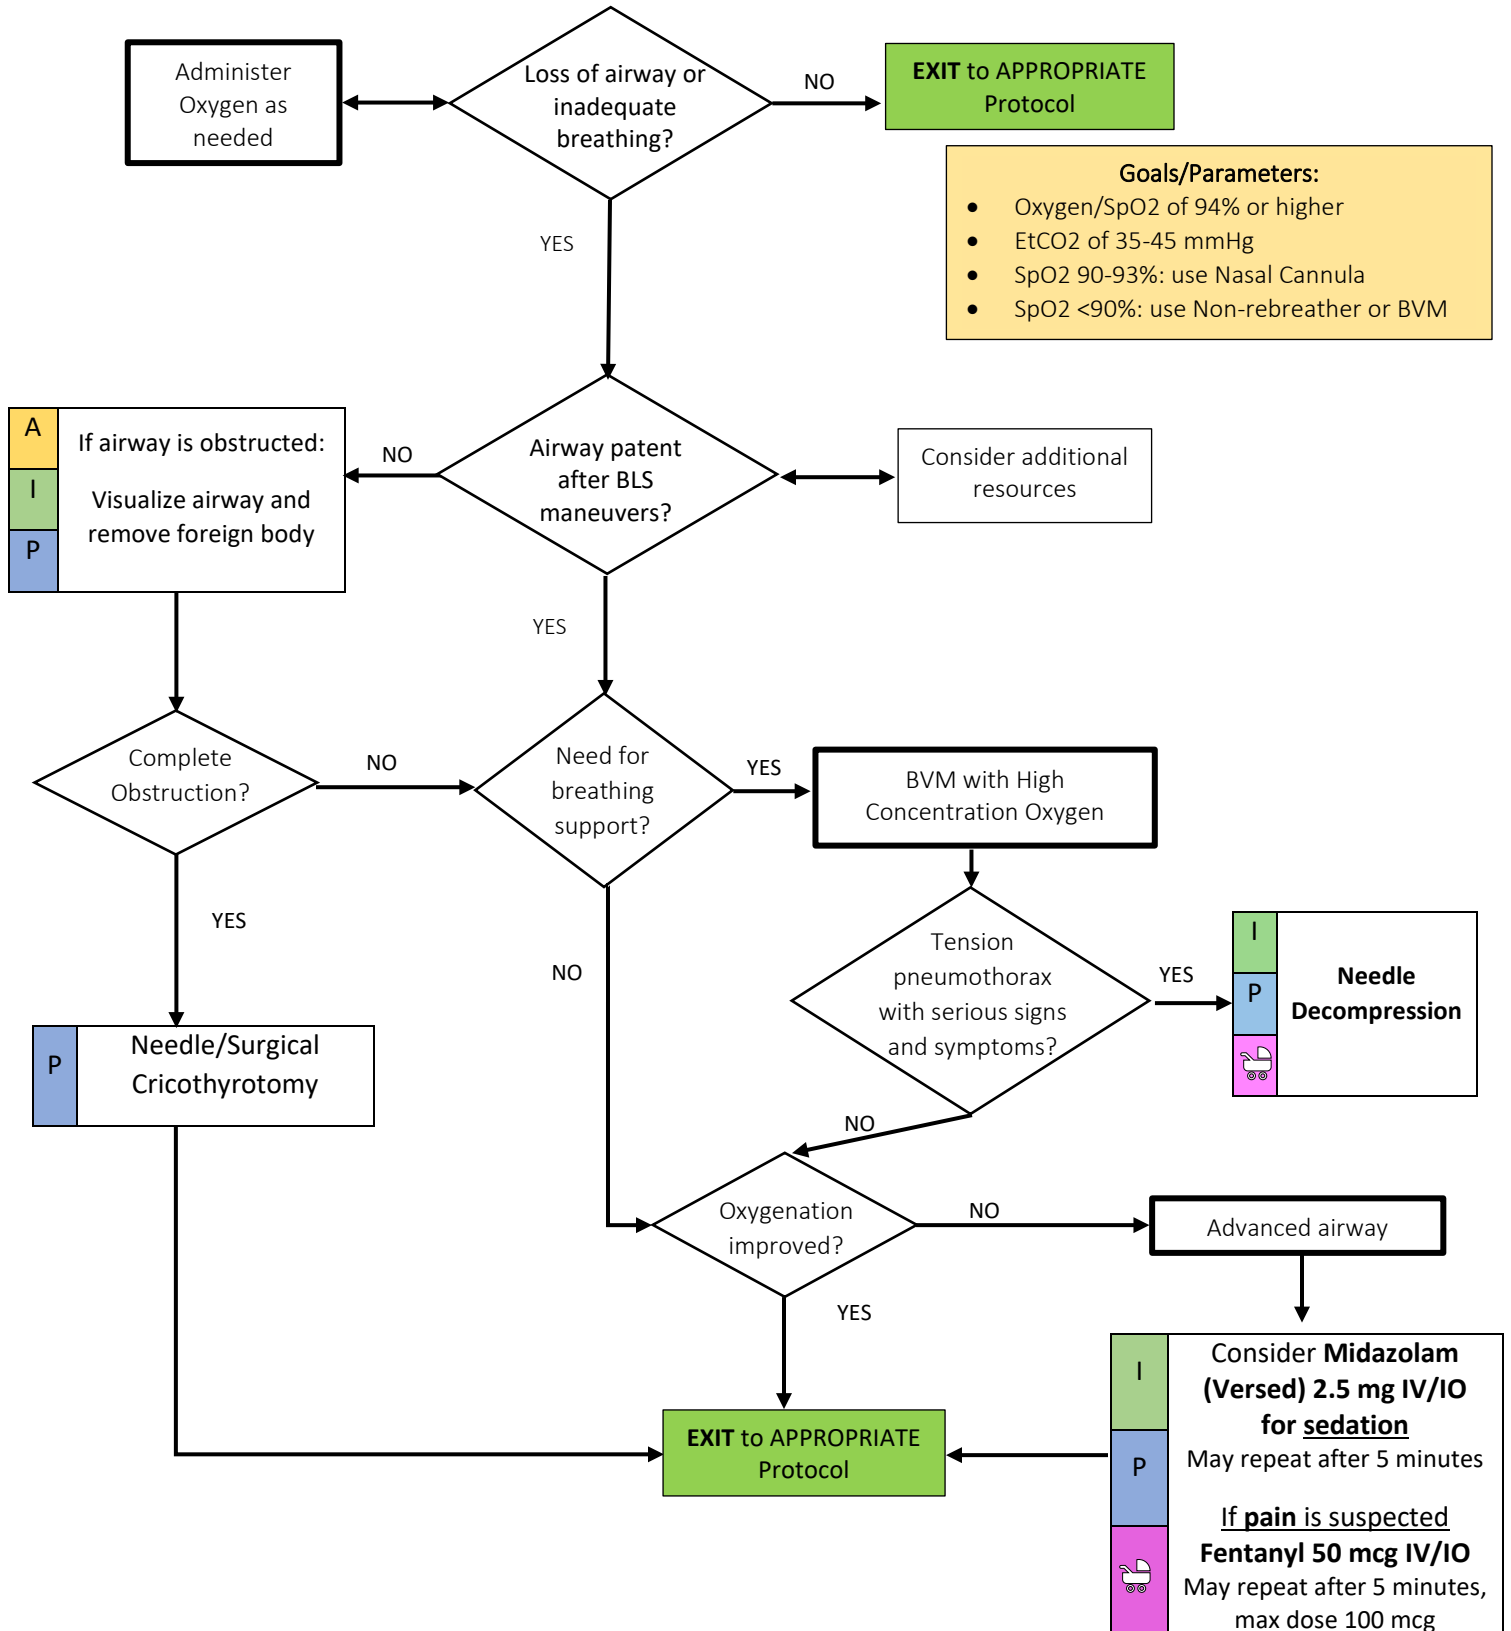 Administer
Oxygen as
needed
Loss of airway or
inadequate
breathing?
NO
EXIT to APPROPRIATE
Protocol
Goals/Parameters:
• Oxygen/SpO2 of 94% or higher
• EtCO2 of 35-45 mmHg
• SpO2 90-93%: use Nasal Cannula
• SpO2 <90%: use Non-rebreather or BVM
YES
A
I
P
If airway is obstructed:
Visualize airway and
remove foreign body
NO
Airway patent
after BLS
maneuvers?
Consider additional
resources
YES
Complete
Obstruction?
NO
Need for
breathing
support?
YES
BVM with High
Concentration Oxygen
YES
NO
Tension
pneumothorax
with serious signs
and symptoms?
YES
I
P
Needle
Decompression
P
Needle/Surgical
Cricothyrotomy
NO
Oxygenation
improved?
NO
Advanced airway
YES
EXIT to APPROPRIATE
Protocol
I
P
Consider Midazolam
(Versed) 2.5 mg IV/IO
for sedation
May repeat after 5 minutes
If pain is suspected
Fentanyl 50 mcg IV/IO
May repeat after 5 minutes,
max dose 100 mcg